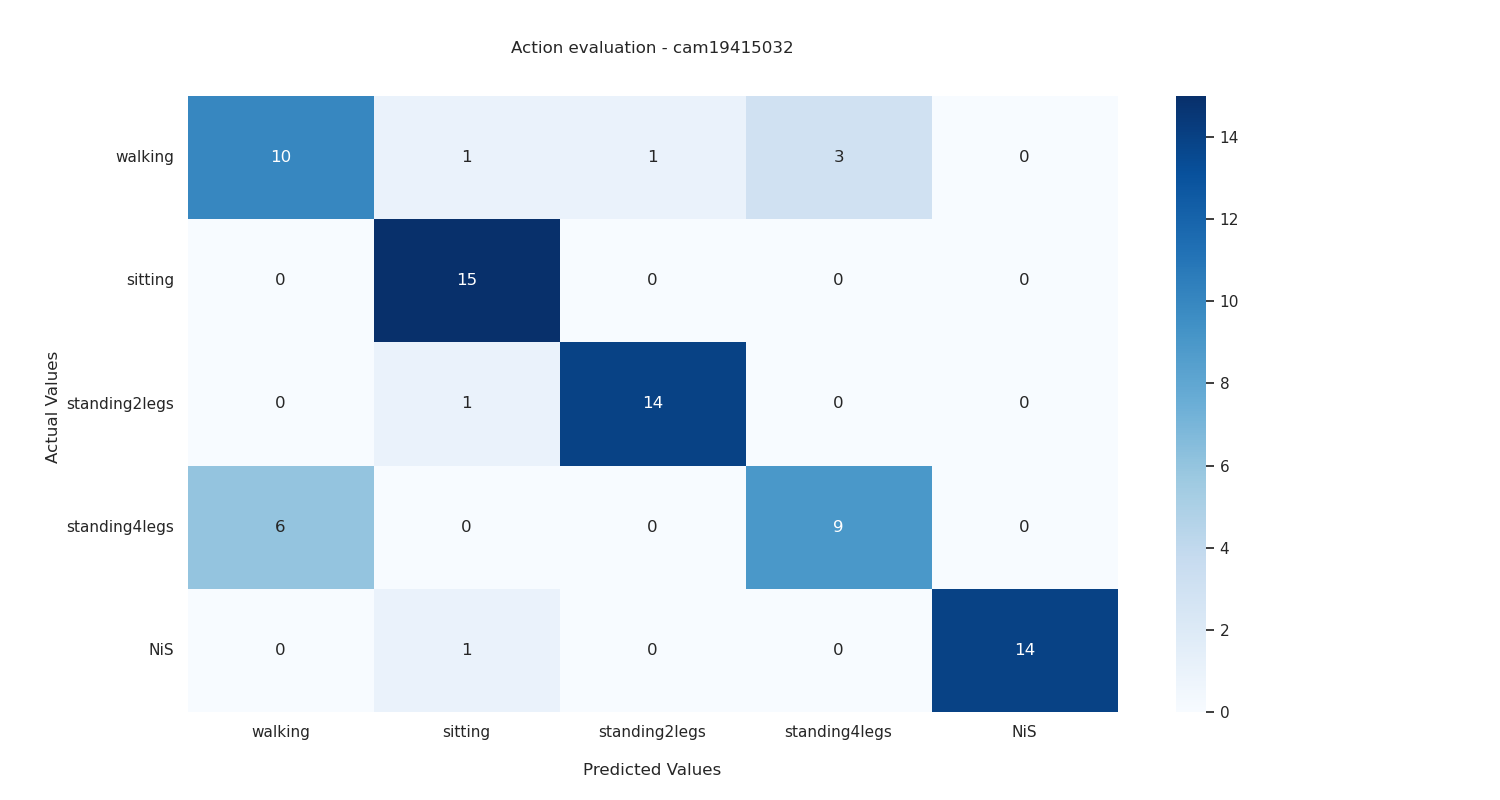 Action evaluation - cam19415032
walking 10 1 1 3 0
sitting 0 15 0 0 0
standing2legs 0 1 14 0 0
standing4legs 6 0 0 9 0
NiS 0 1 0 0 14
walking sitting standing2legs standing4legs NiS
Predicted Values
Actual Values
14
12
10
8
6
4
2
0